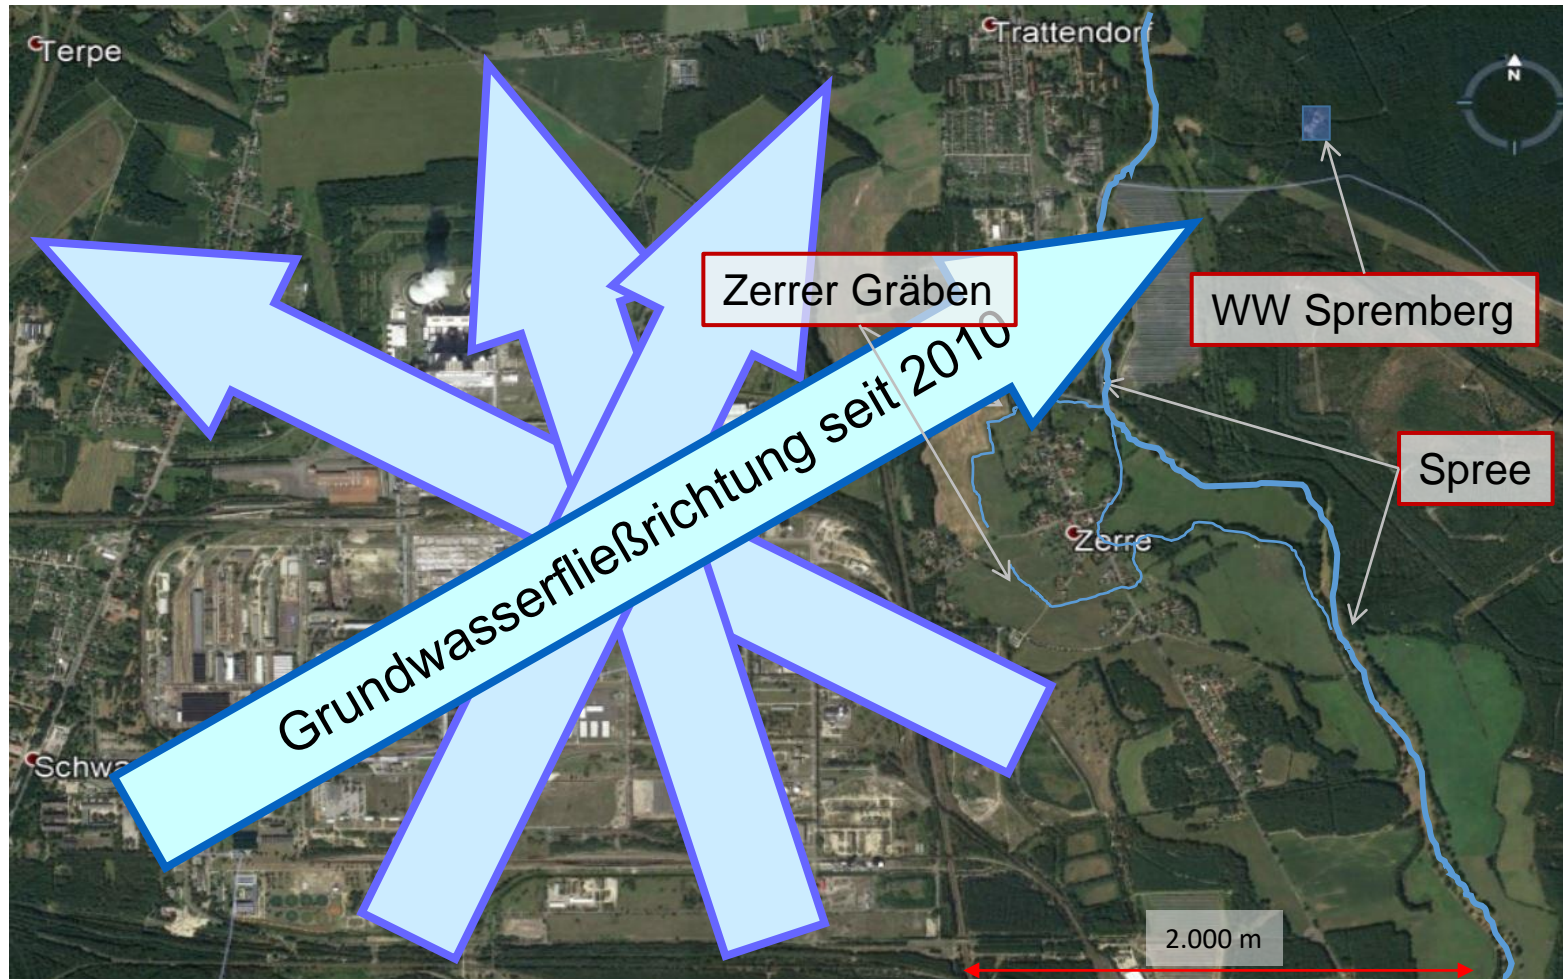 Terpe
Trattendorf
N
Zerrer Gräben
WW Spremberg
Grundwasserfließrichtung seit 2010
Spree
Zerre
Schwa
2.000 m